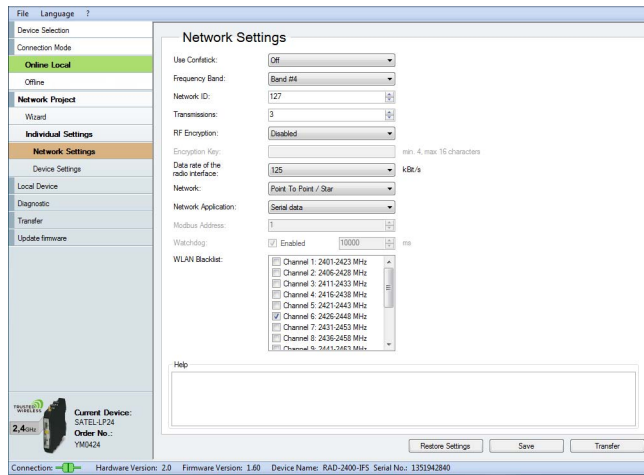 File Language ?
Device Selection
Connection Mode
Online Local
Offline
Network Project
Wizard
Individual Settings
Network Settings
Device Settings
Local Device
Diagnostic
Transfer
Update firmware
Network Settings
Use Confstick: Off
Frequency Band: Band #4
Network ID: 127
Transmissions: 3
RF Encryption: Disabled
Encryption Key: min. 4, max 16 characters
Data rate of the
radio interface: 125 kBit/s
Network: Point To Point / Star
Network Application: Serial data
Modbus Address: 1
Watchdog: Enabled 10000 ms
WLAN Blacklist: Channel 1: 2401-2423 MHz
Channel 2: 2406-2428 MHz
Channel 3: 2411-2433 MHz
Channel 4: 2416-2438 MHz
Channel 5: 2421-2443 MHz
Channel 6: 2426-2448 MHz
Channel 7: 2431-2453 MHz
Channel 8: 2436-2458 MHz
Channel 9: 2441-2463 MHz
Help
TRUSTED
WIRELESS
2,4GHz
Current Device:
SATEL-LP24
Order No.:
YM0424
Restore Settings Save Transfer
Connection: Hardware Version: 2.0 Firmware Version: 1.60 Device Name: RAD-2400-IFS Serial No.: 1351942840